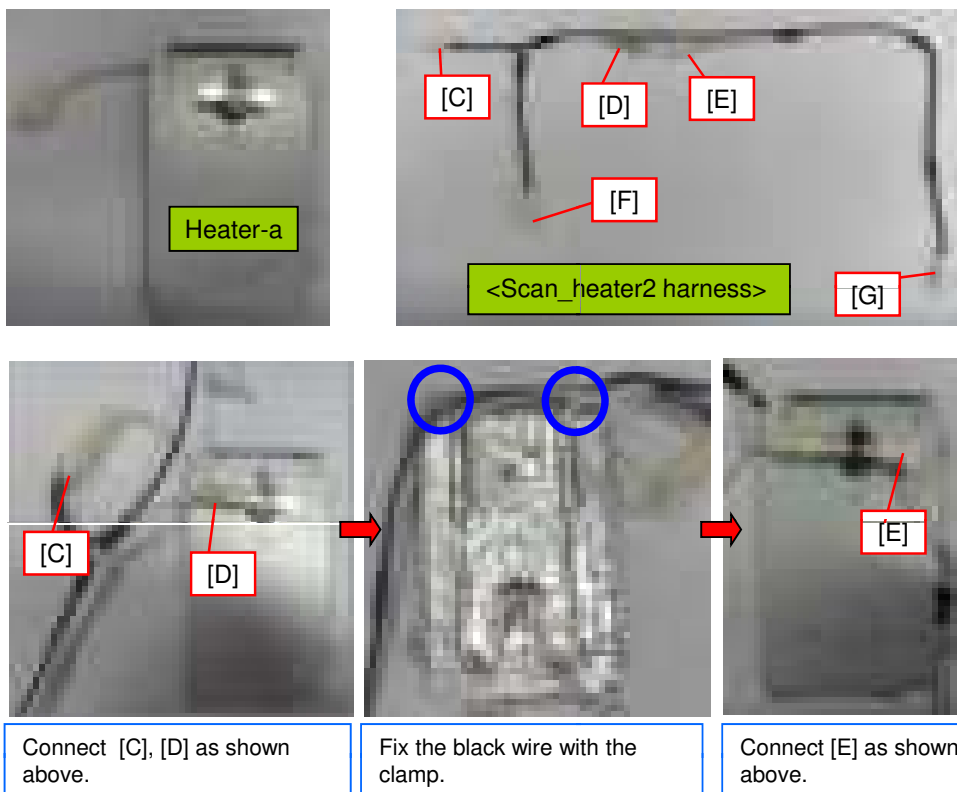 Heater-a
[C]
[D]
[E]
[F]
[G]
<Scan_heater2 harness>
[C]
[D]
[E]
Connect [C], [D] as shown
above.
Fix the black wire with the
clamp.
Connect [E] as shown
above.